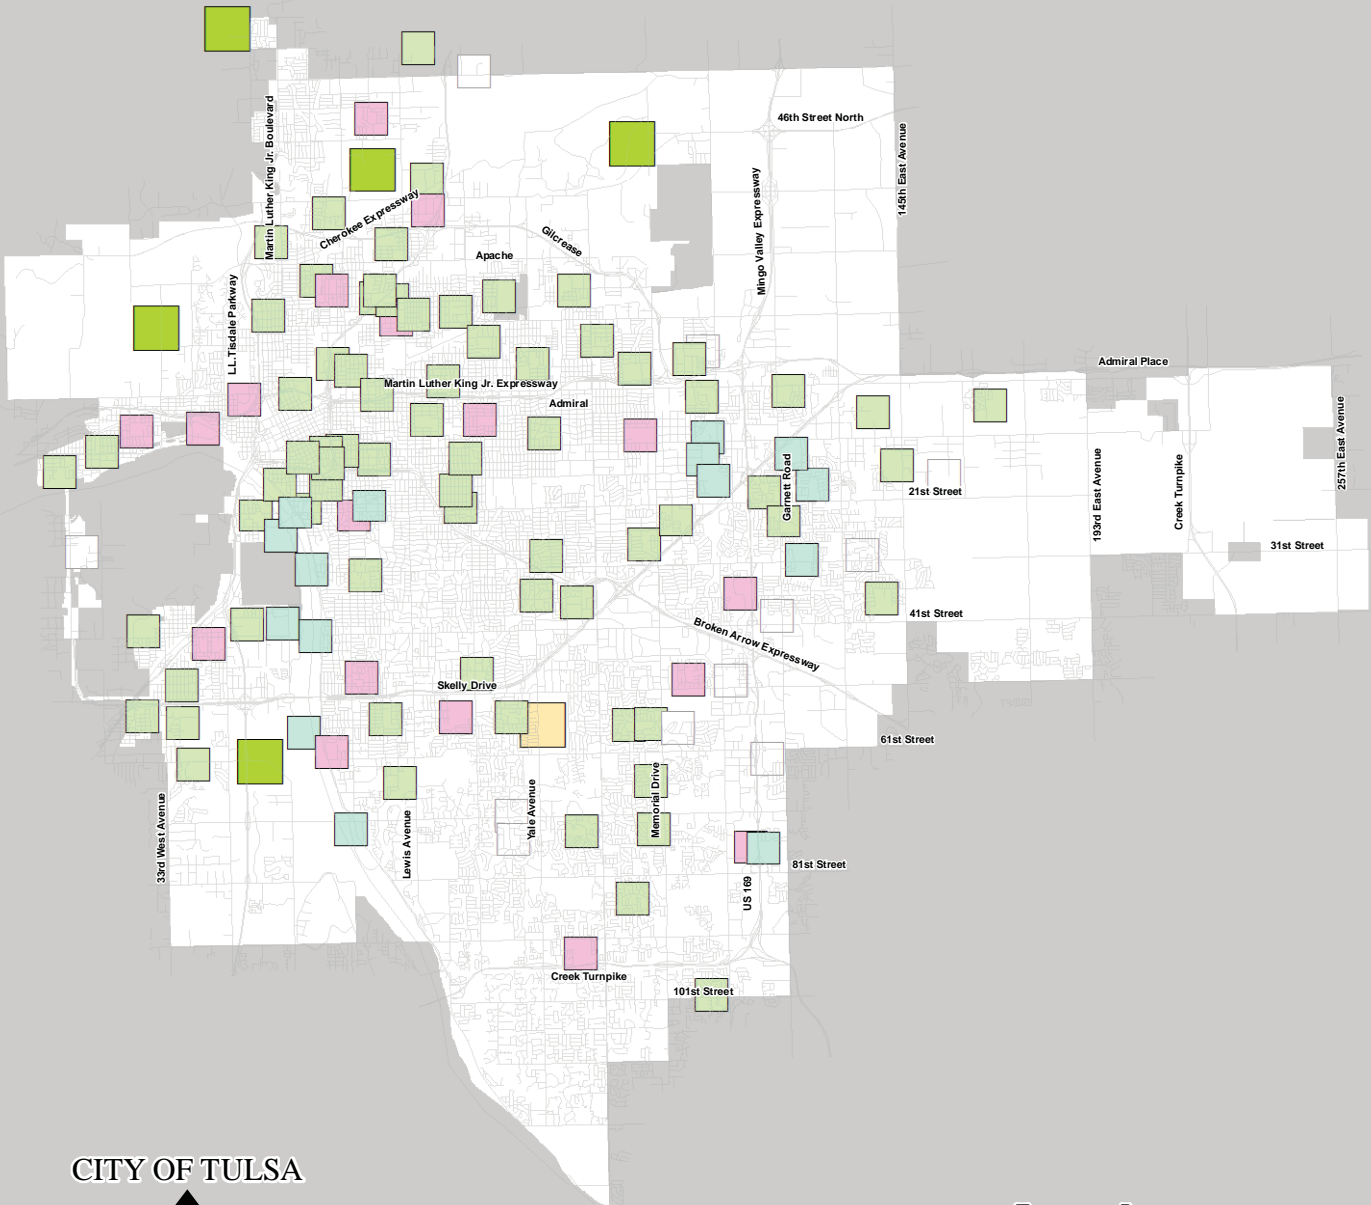 46th Street North
145th East Avenue
Martin Luther King Jr. Boulevard
Mingo Valley Expressway
Cherokee Expressway
Gilcrease
Apache
L.L.Tisdale Parkway
Admiral Place
Martin Luther King Jr. Expressway
Admiral
257th East Avenue
193rd East Avenue
Creek Turnpike
Garnett Road
21st Street
31st Street
41st Street
Broken Arrow Expressway
Skelly Drive
61st Street
Memorial Drive
Yale Avenue
33rd West Avenue
Lewis Avenue
81st Street
US 169
Creek Turnpike
101st Street
CITY OF TULSA